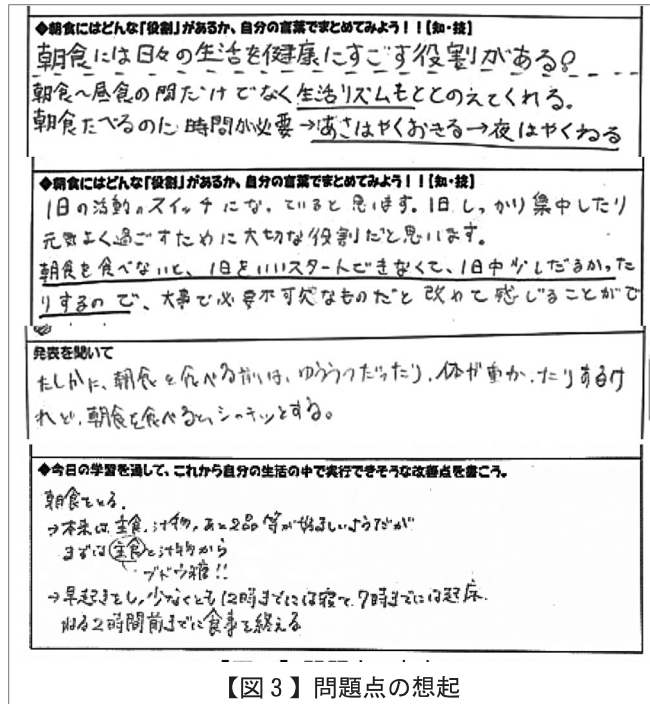 ◆朝食にはどんな「役割」があるか、自分の言葉でまとめてみよう！！【知・技】
朝食には日々の生活を健康にすごす役割がある。
朝食～昼食の間だけでなく生活リズムもととのえてくれる。
朝食たべるのに時間が必要→あさはやくおきる→夜はやくねる
◆朝食にはどんな「役割」があるか、自分の言葉でまとめてみよう！！【知・技】
1日の活動のスイッチになっていると思います。1日しっかり集中したり
元気よく過ごすために大切な役割だと思います。
朝食を食べないと、1日をいいスタートできなくて、1日中少しだるかった
りするので、大事で必要不可欠なものだと改めて感じることがで
発表を聞いて
たしかに、朝食を食べる前は、ゆううつだったり、体が重かったりするけ
れど、朝食を食べると、シャキッとする。
◆今日の学習を通して、これから自分の生活の中で実行できそうな改善点を書こう。
朝食をとる。
→本来は、主食、汁物、あと2品等が好ましいようだが
まずは主食と汁物から
ブドウ糖！！
→早起きをし、少なくとも12時までには寝て、7時までには起床
ねる2時間前までに食事を終える
【図3】問題点の想起